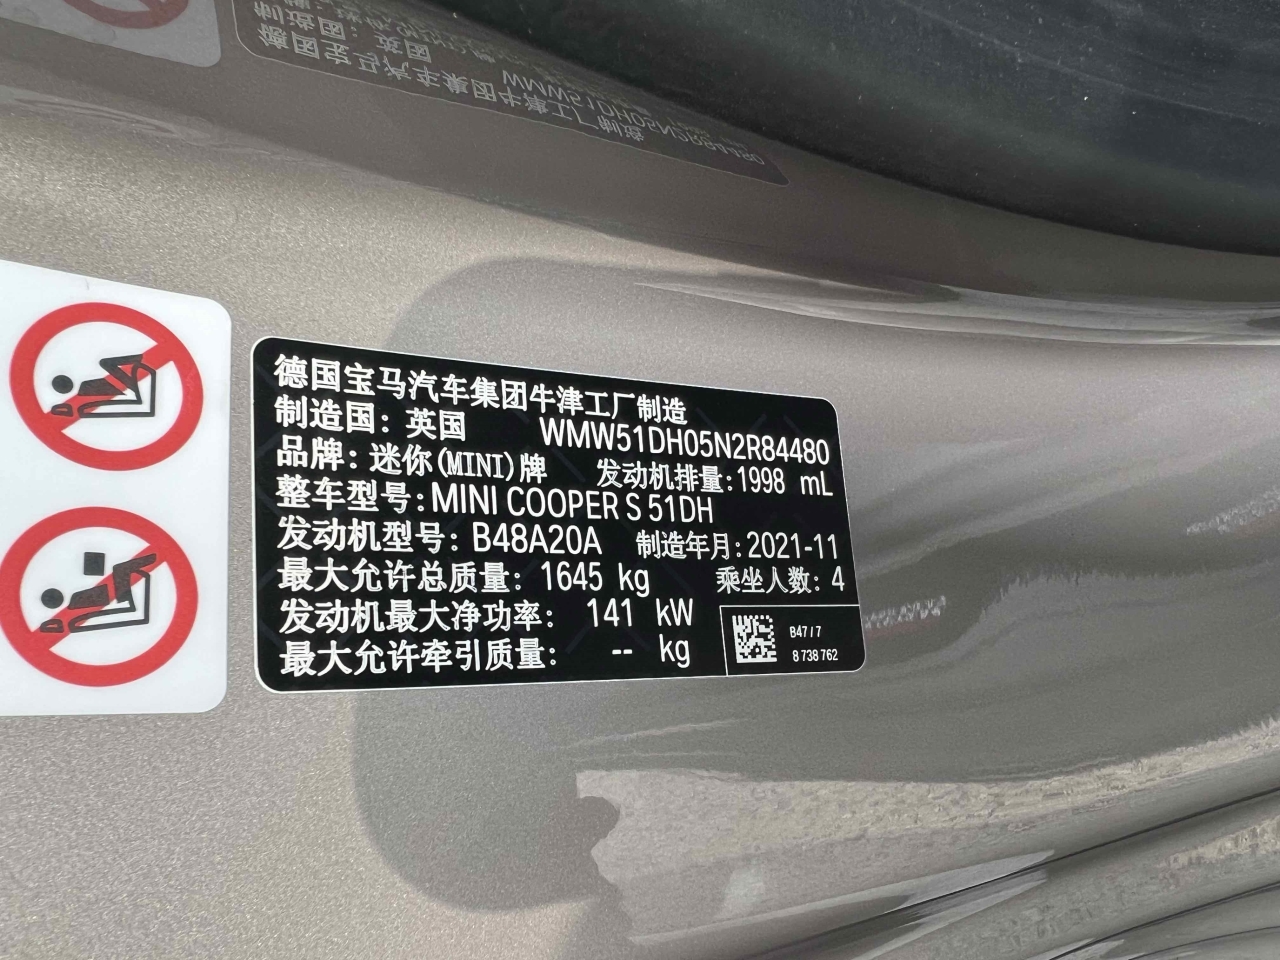 德国宝马汽车集团牛津工厂制造
制造国：英国 WMW51DH05N2R84480
品牌：迷你(MINI)牌 发动机排量：1998 mL
整车型号：MINI COOPER S 51DH
发动机型号：B48A20A 制造年月：2021-11
最大允许总质量：1645 kg 乘坐人数：4
发动机最大净功率：141 kW
最大允许牵引质量：-- kg
B47 / 7
8 738 762